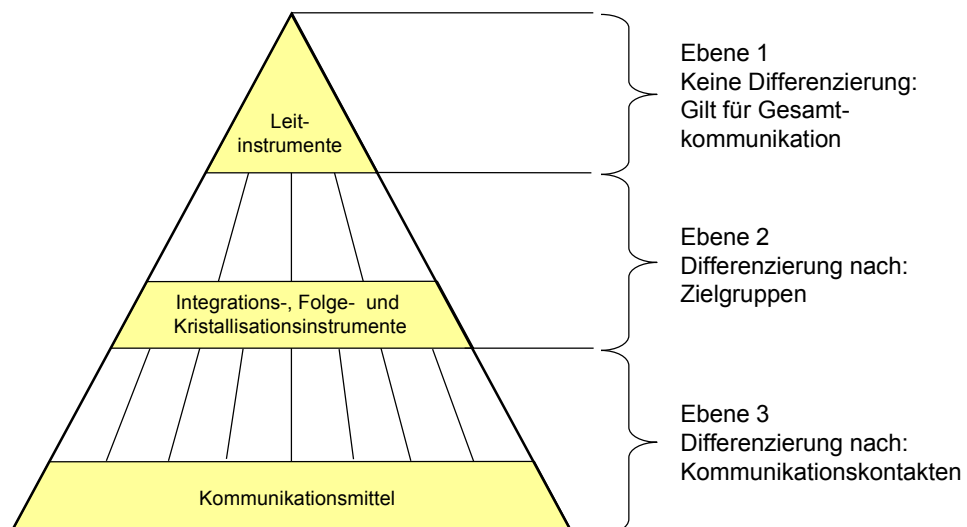 Leit-
instrumente
Ebene 1
Keine Differenzierung:
Gilt für Gesamt-
kommunikation
Ebene 2
Differenzierung nach:
Zielgruppen
Integrations-, Folge- und
Kristallisationsinstrumente
Ebene 3
Differenzierung nach:
Kommunikationskontakten
Kommunikationsmittel